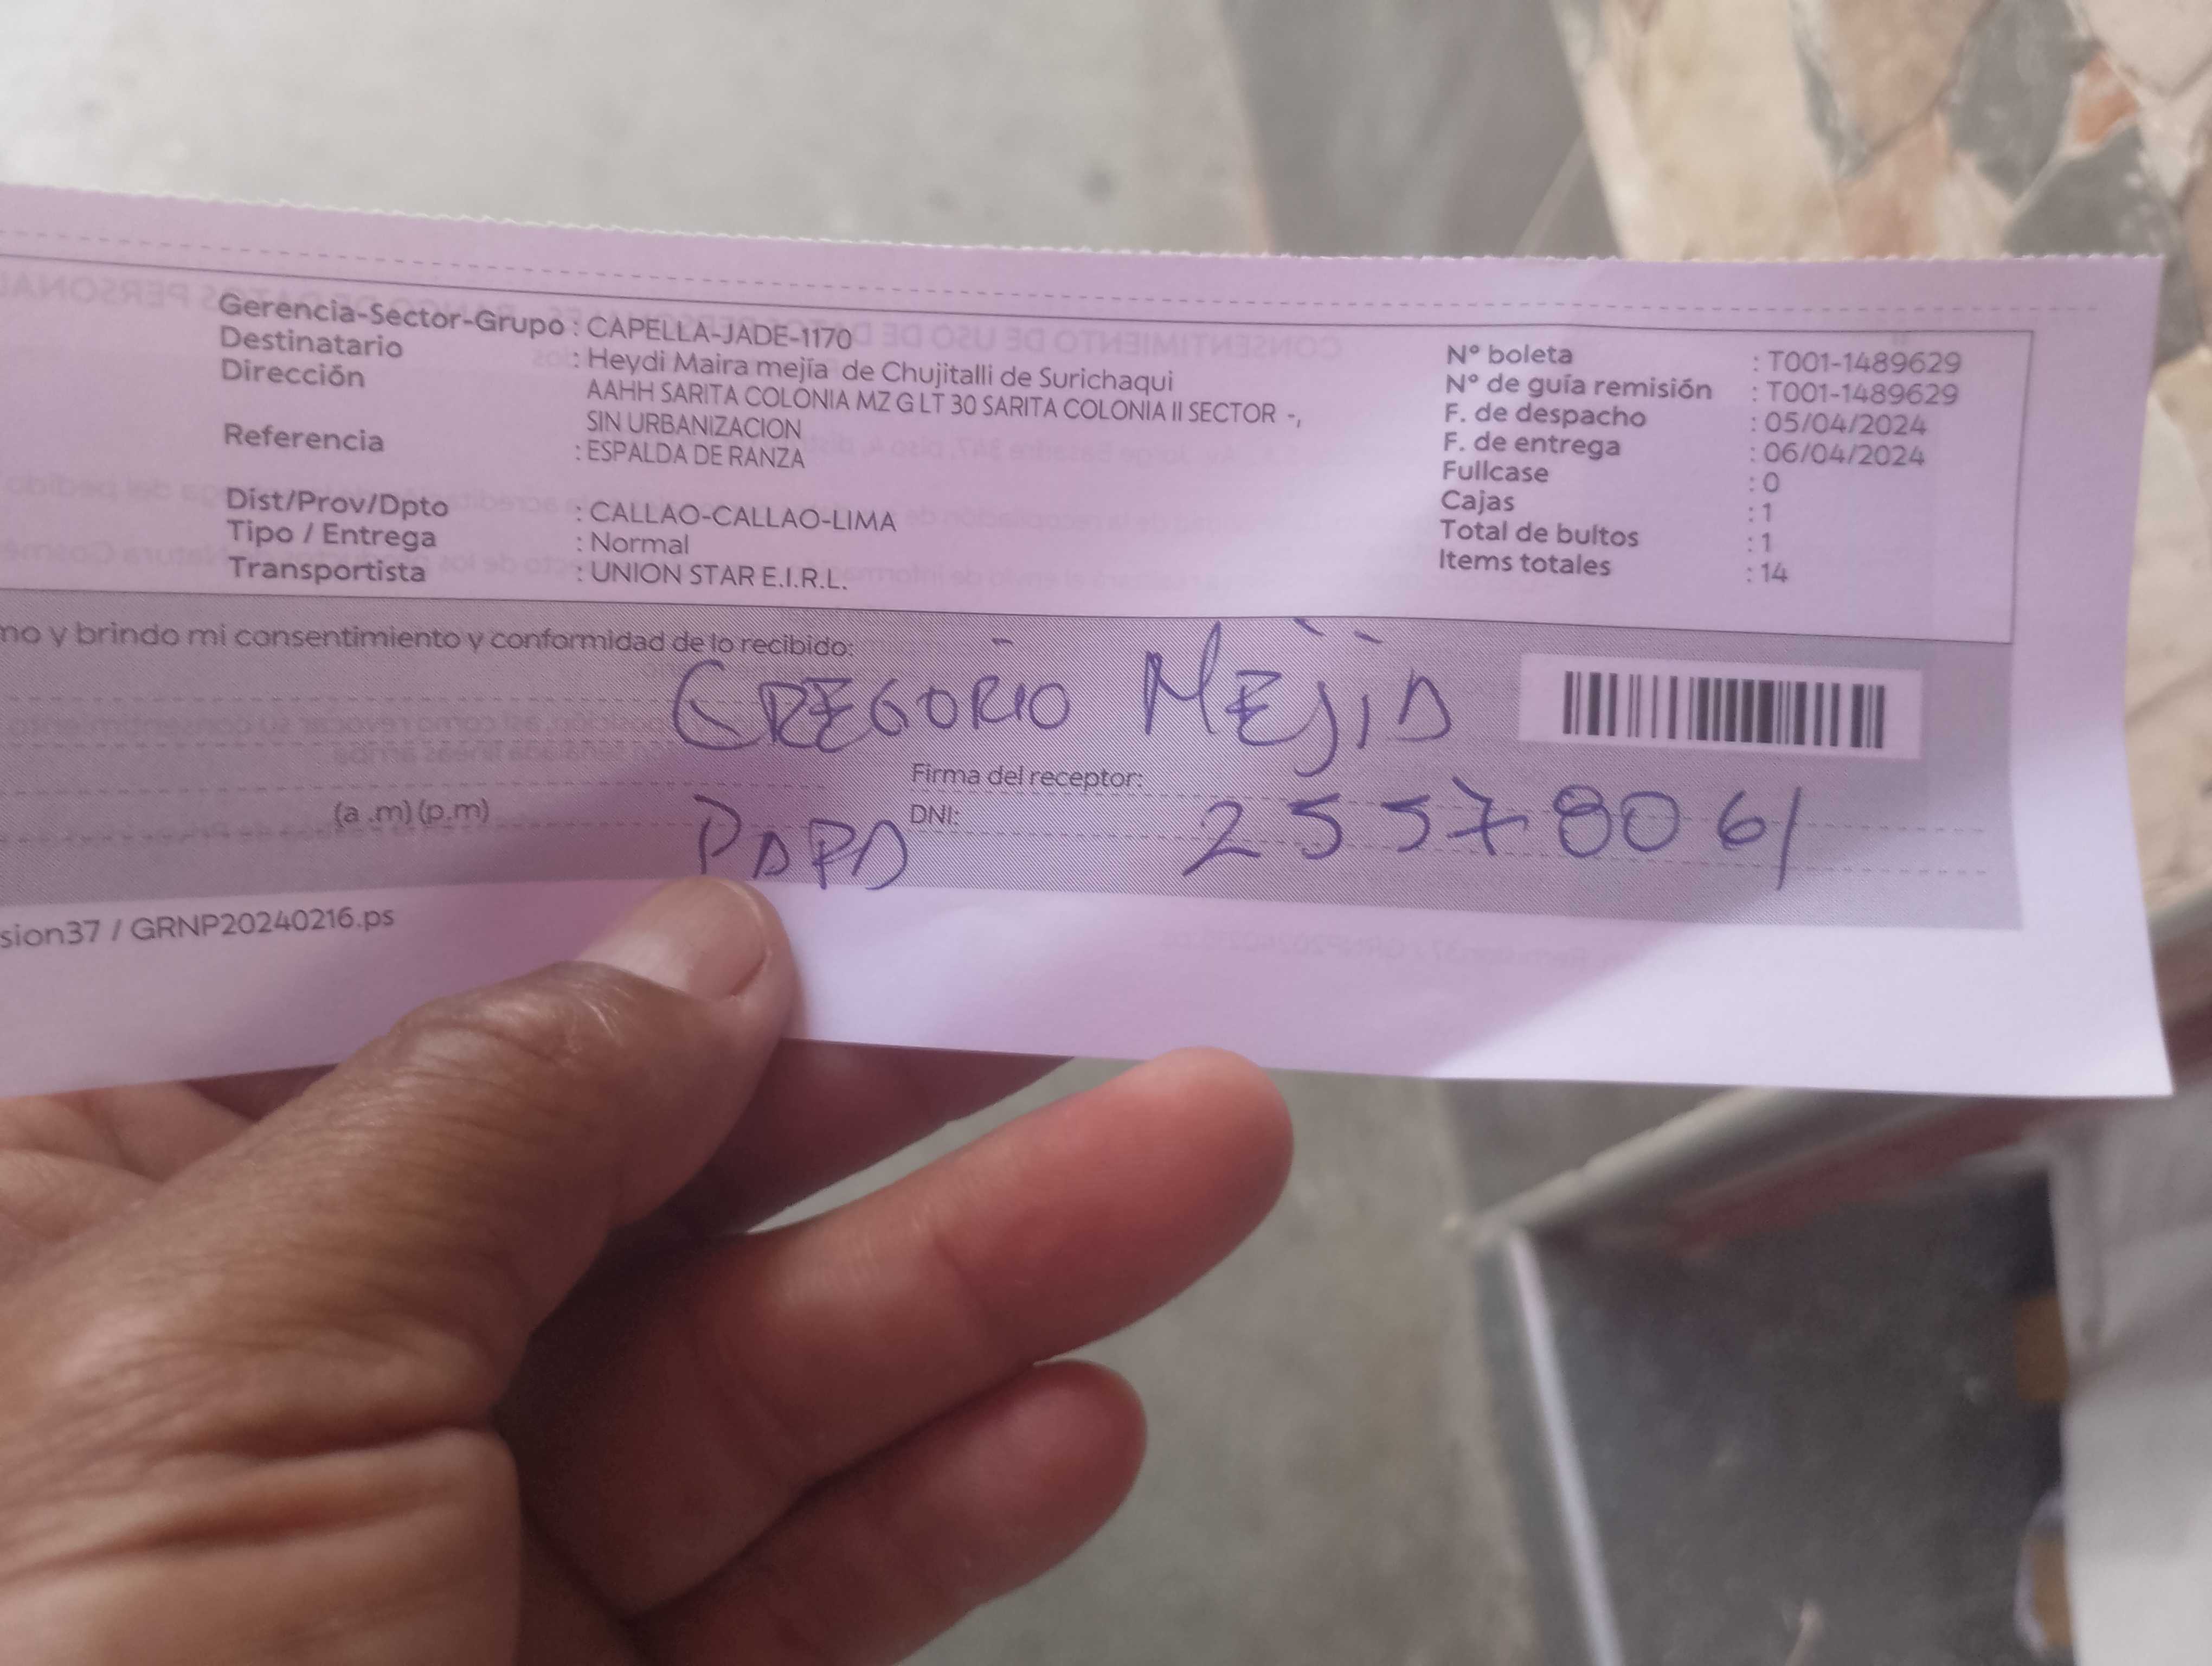 Gerencia-Sector-Grupo : CAPELLA-JADE-1170
Destinatario : Heydi Maira mejía de Chujitalli de Surichaqui
Dirección AAHH SARITA COLONIA MZ G LT 30 SARITA COLONIA II SECTOR -,
SIN URBANIZACION
Referencia : ESPALDA DE RANZA
Dist/Prov/Dpto : CALLAO-CALLAO-LIMA
Tipo / Entrega : Normal
Transportista : UNION STAR E.I.R.L.
N° boleta : T001-1489629
N° de guía remisión : T001-1489629
F. de despacho : 05/04/2024
F. de entrega : 06/04/2024
Fullcase : 0
Cajas : 1
Total de bultos : 1
Items totales : 14
mo y brindo mi consentimiento y conformidad de lo recibido:
GREGORIO MEJIA
Firma del receptor:
(a .m) (p.m) PAPA DNI: 25578061
sion37 / GRNP20240216.ps